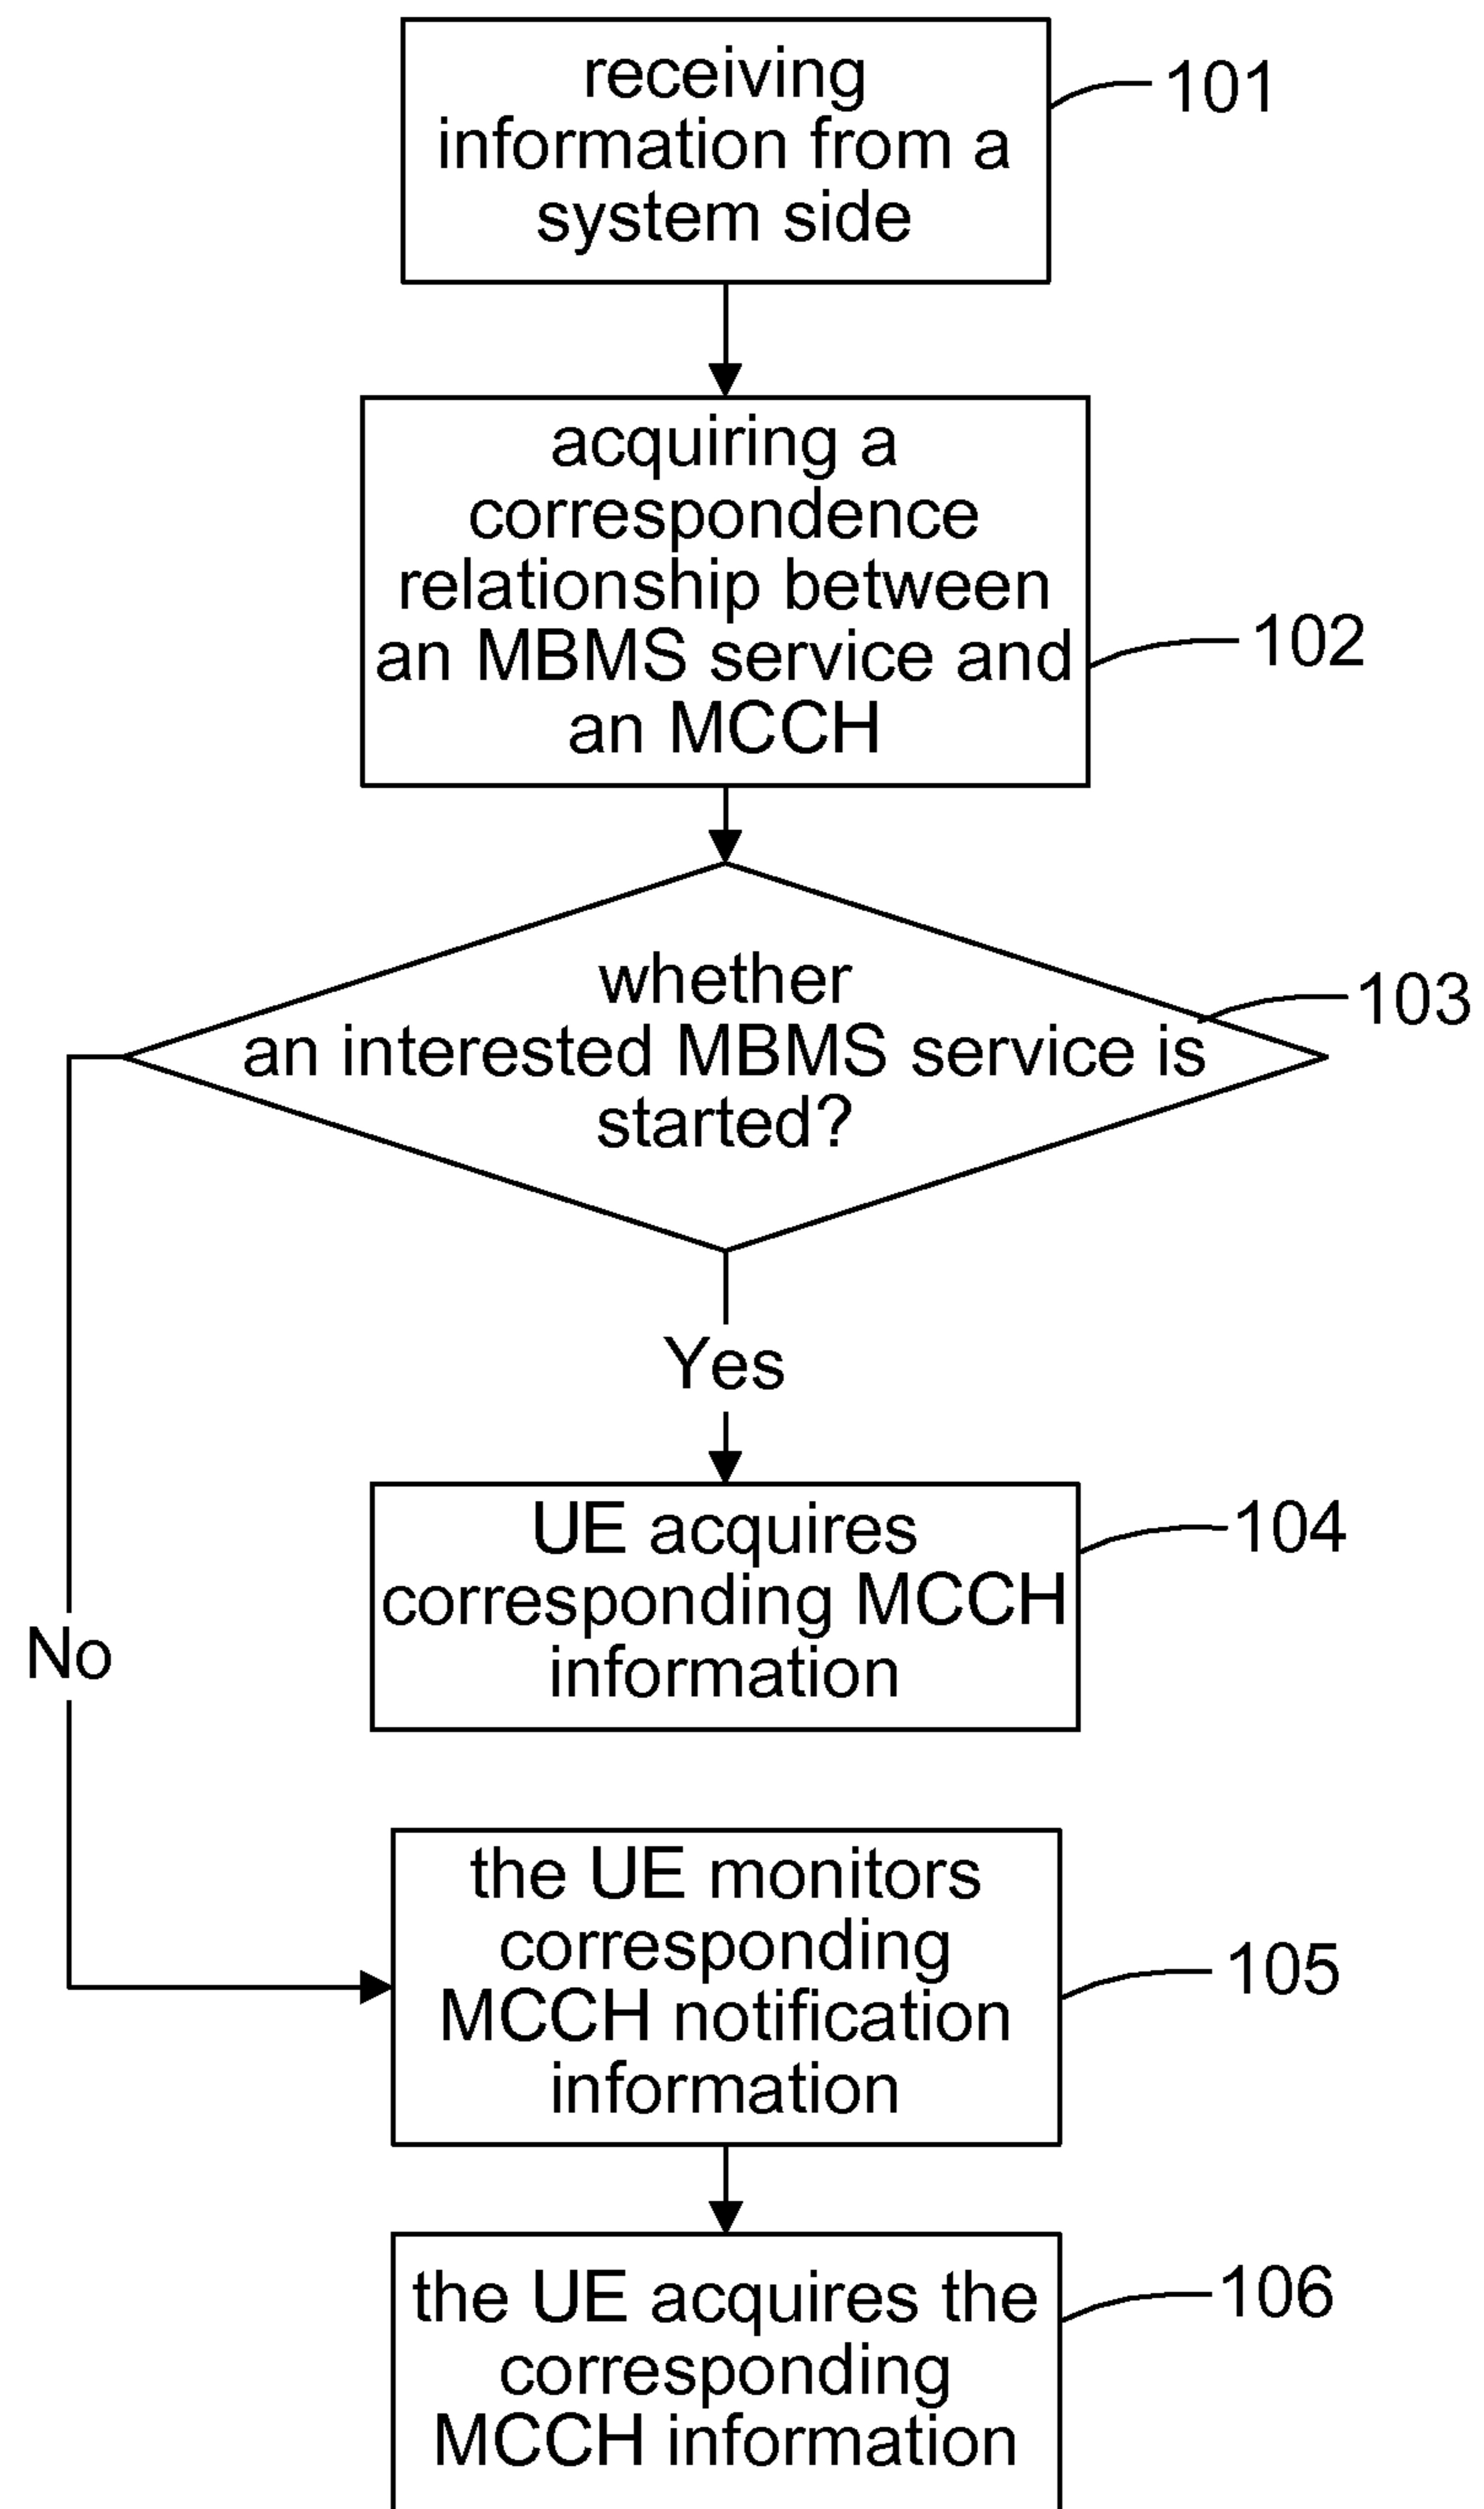 receiving
information from a
system side
101
acquiring a
correspondence
relationship between
an MBMS service and
an MCCH
102
whether
an interested MBMS service is
started?
103
Yes
UE acquires
corresponding MCCH
information
104
No
the UE monitors
corresponding
MCCH notification
information
105
the UE acquires the
corresponding
MCCH information
106